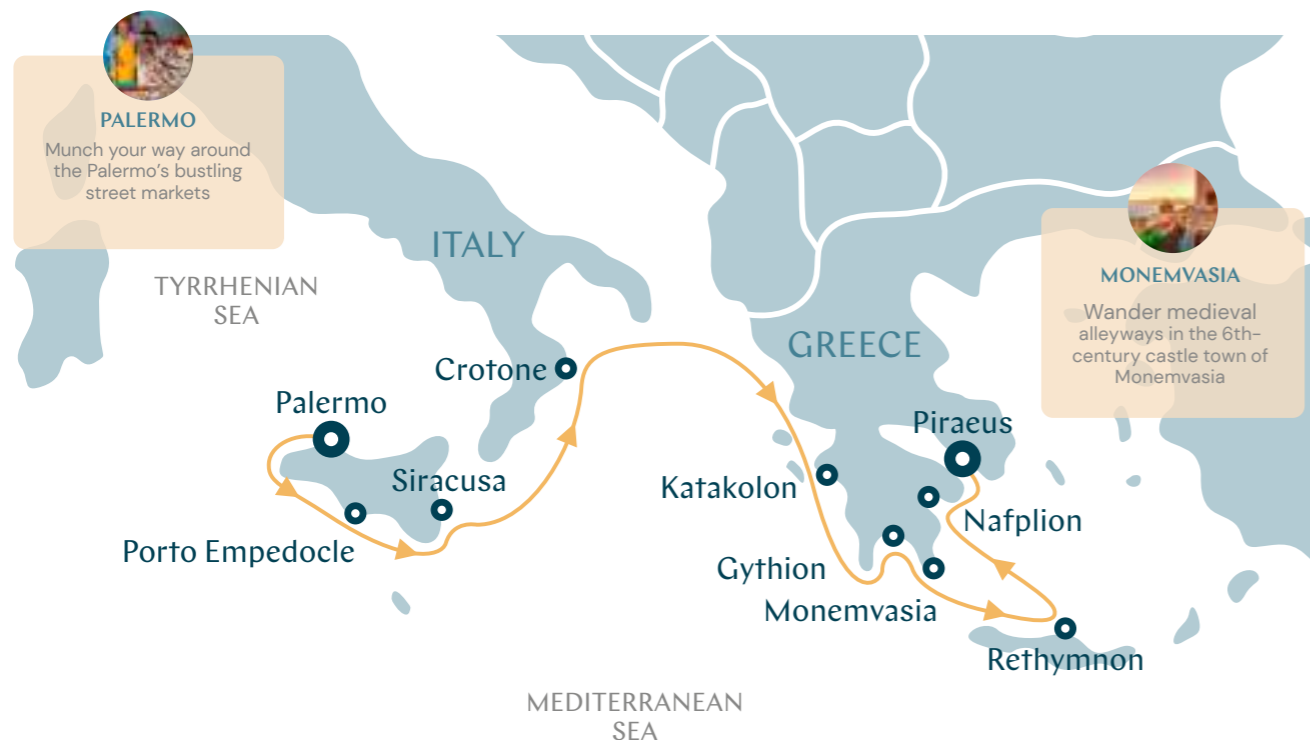 PALERMO
Munch your way around
the Palermo's bustling
street markets
ITALY
TYRRHENIAN
SEA
MONEMVASIA
Wander medieval
alleyways in the 6th-
century castle town of
Monemvasia
GREECE
Crotone
Palermo
Piraeus
Siracusa
Katakolon
Nafplion
Porto Empedocle
Gythion
Monemvasia
Rethymnon
MEDITERRANEAN
SEA